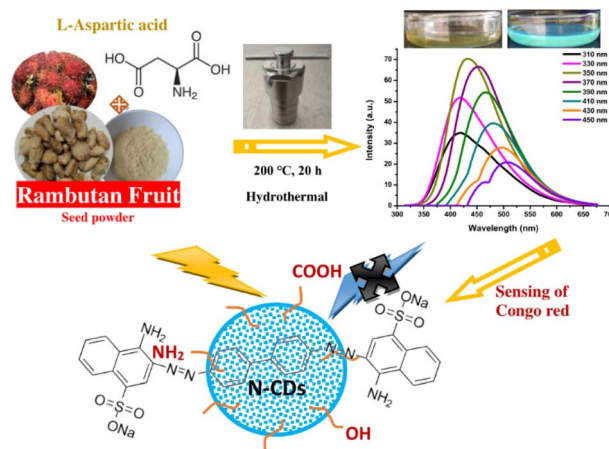 L-Aspartic acid
HO
O
O
OH
NH2
Rambutan Fruit
Seed powder
200 °C, 20 h
Hydrothermal
Intensity (a.u.)
70
60
50
40
30
20
10
0
300 350 400 450 500 550 600 650 700
Wavelength (nm)
310 nm
330 nm
350 nm
370 nm
390 nm
410 nm
430 nm
450 nm
Sensing of
Congo red
COOH
NH2
N-CDs
OH
NH2
N=N
O=S=O
ONa
N=N
ONa
O=S=O
NH2